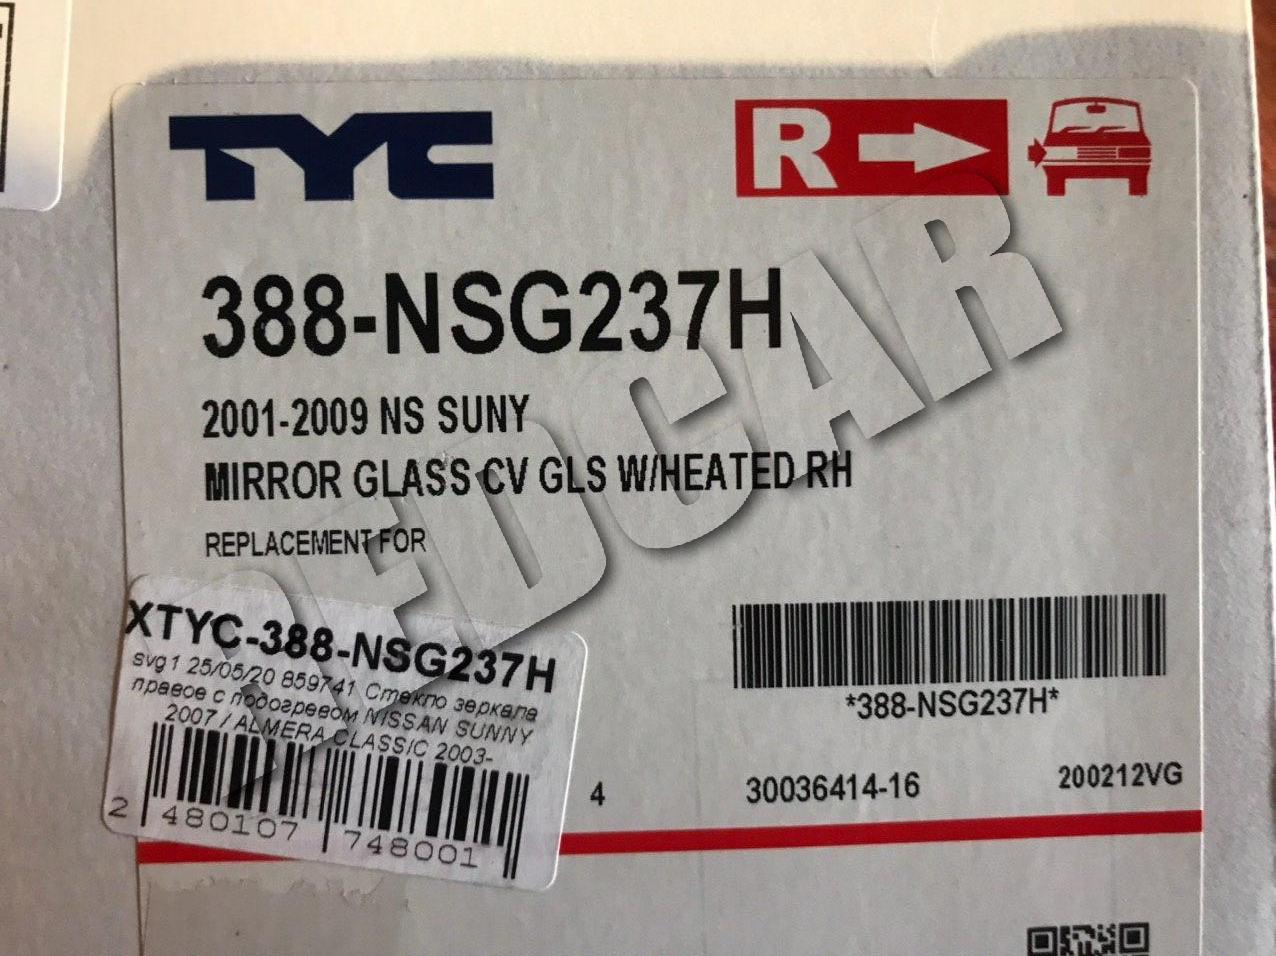 TYC
R
388-NSG237H
2001-2009 NS SUNY
MIRROR GLASS CV GLS W/HEATED RH
REPLACEMENT FOR
REDCAR
XTYC-388-NSG237H
svg1 25/05/20 859741 Стекло зеркала
правое с подогревом NISSAN SUNNY
2007 / ALMERA CLASSIC 2003-
2 480107 748001
*388-NSG237H*
4 30036414-16 200212VG